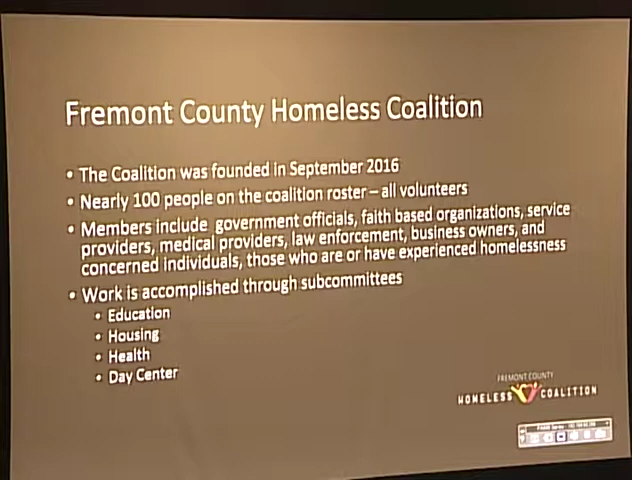 Fremont County Homeless Coalition
• The Coalition was founded in September 2016
• Nearly 100 people on the coalition roster – all volunteers
• Members include government officials, faith based organizations, service
providers, medical providers, law enforcement, business owners, and
concerned individuals, those who are or have experienced homelessness
• Work is accomplished through subcommittees
• Education
• Housing
• Health
• Day Center
FREMONT COUNTY
HOMELESS COALITION